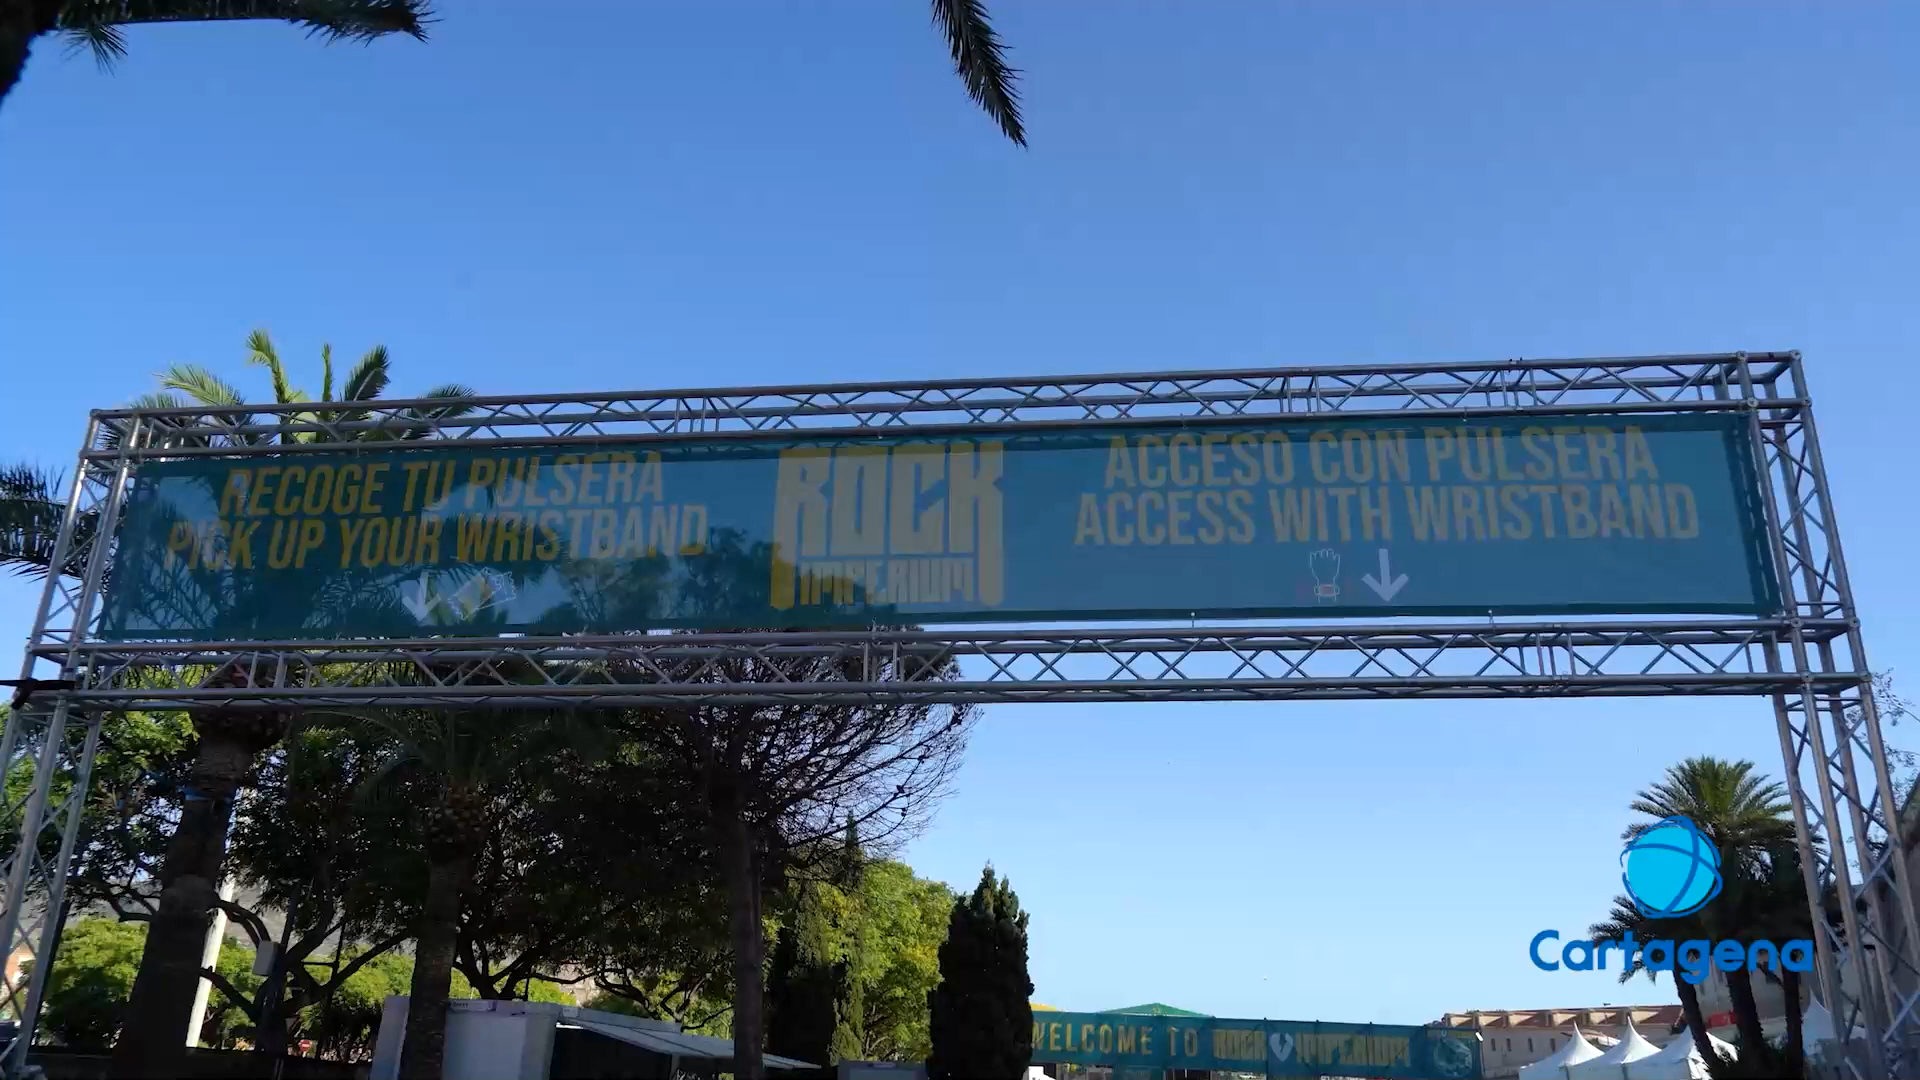 RECOGE TU PULSERA
PICK UP YOUR WRISTBAND
ROCK
IMPERIUM
ACCESO CON PULSERA
ACCESS WITH WRISTBAND
Cartagena
WELCOME TO ROCK IMPERIUM